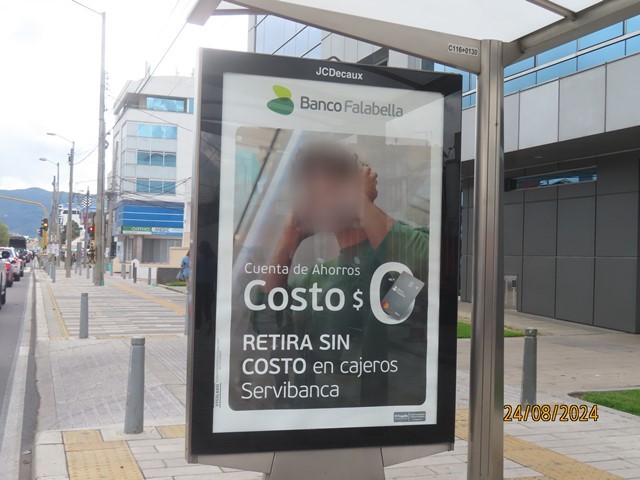 C116#0130
JCDecaux
Banco Falabella
Cuenta de Ahorros
Costo $0
RETIRA SIN
COSTO en cajeros
Servibanca
24/08/2024